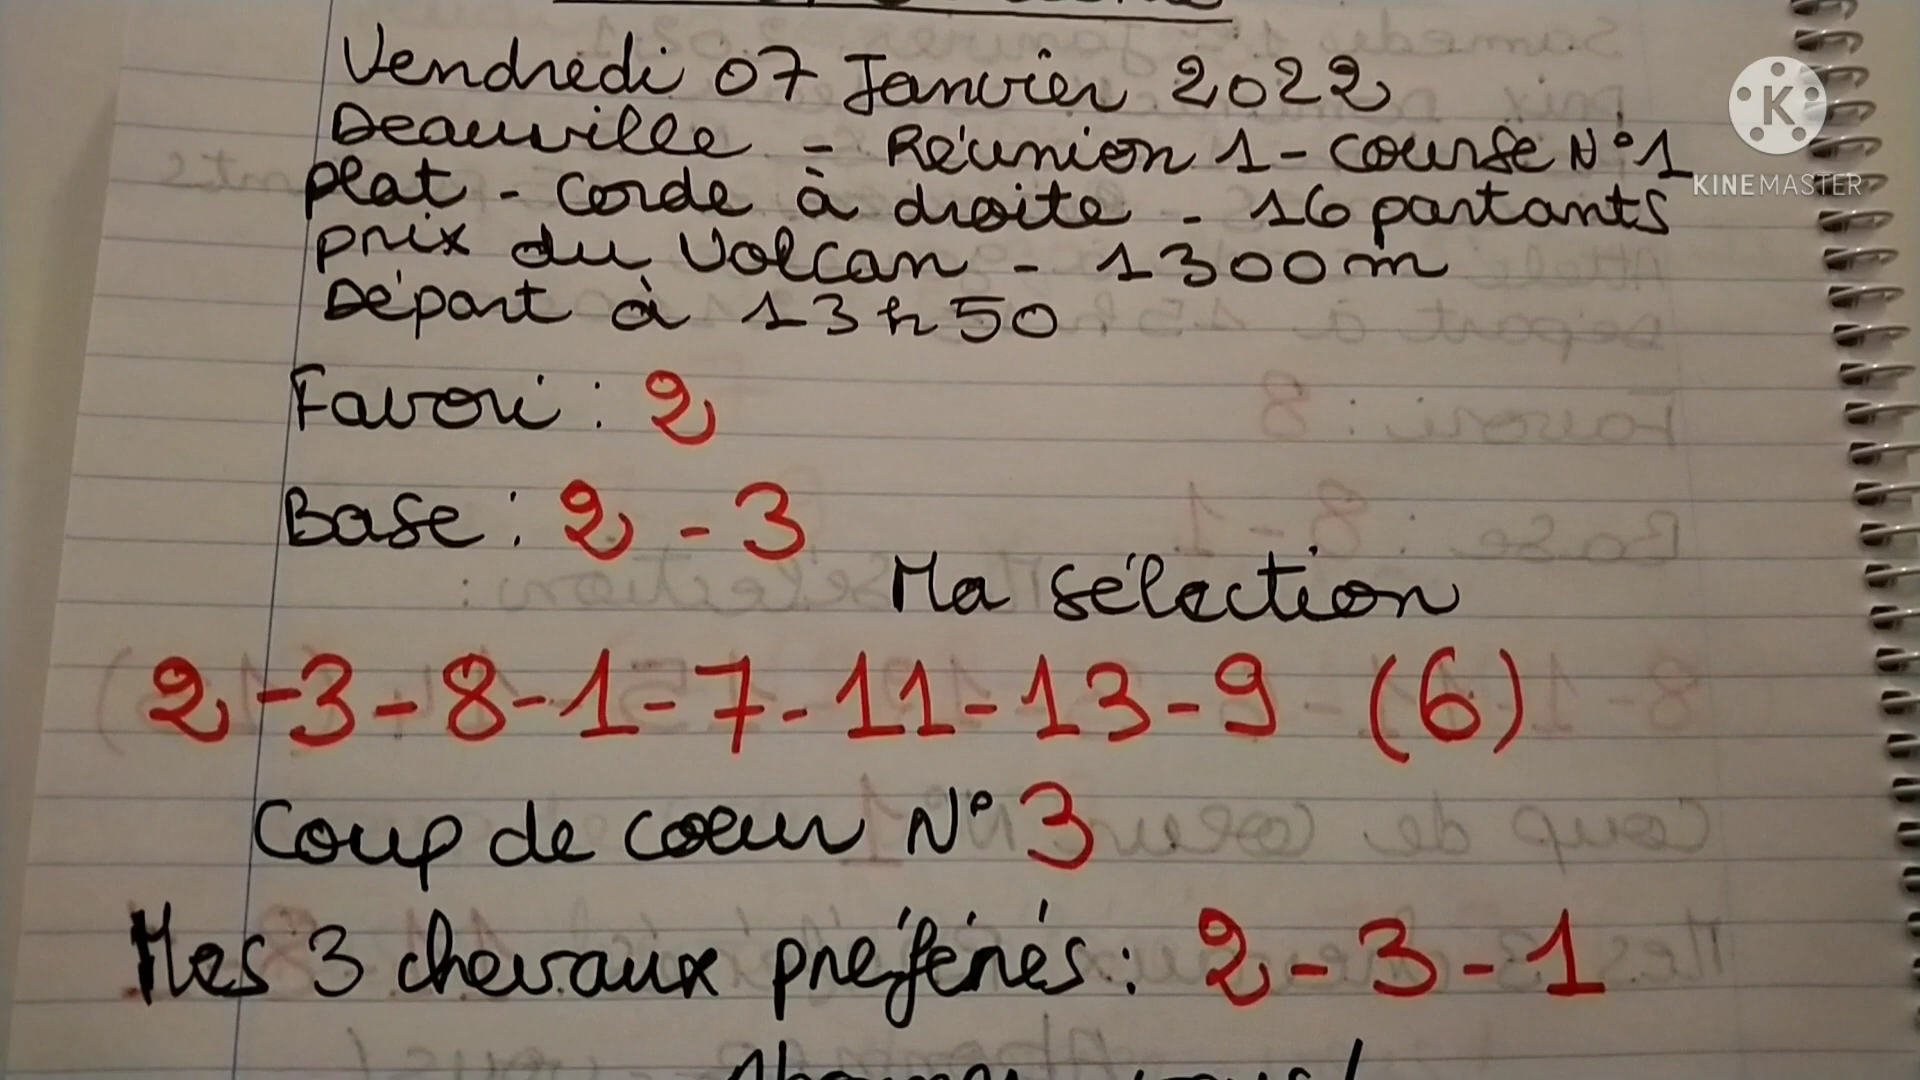 Vendredi 07 Janvier 2022
Deauville - Réunion 1 - course N°1
plat - corde à droite - 16 partants
prix du Volcan - 1300m
Départ à 13h50
Favori : 2
Base : 2 - 3
Ma sélection
2 - 3 - 8 - 1 - 7 - 11 - 13 - 9 (6)
Coup de coeur N° 3
Mes 3 chevaux préférés : 2 - 3 - 1
KINEMASTER